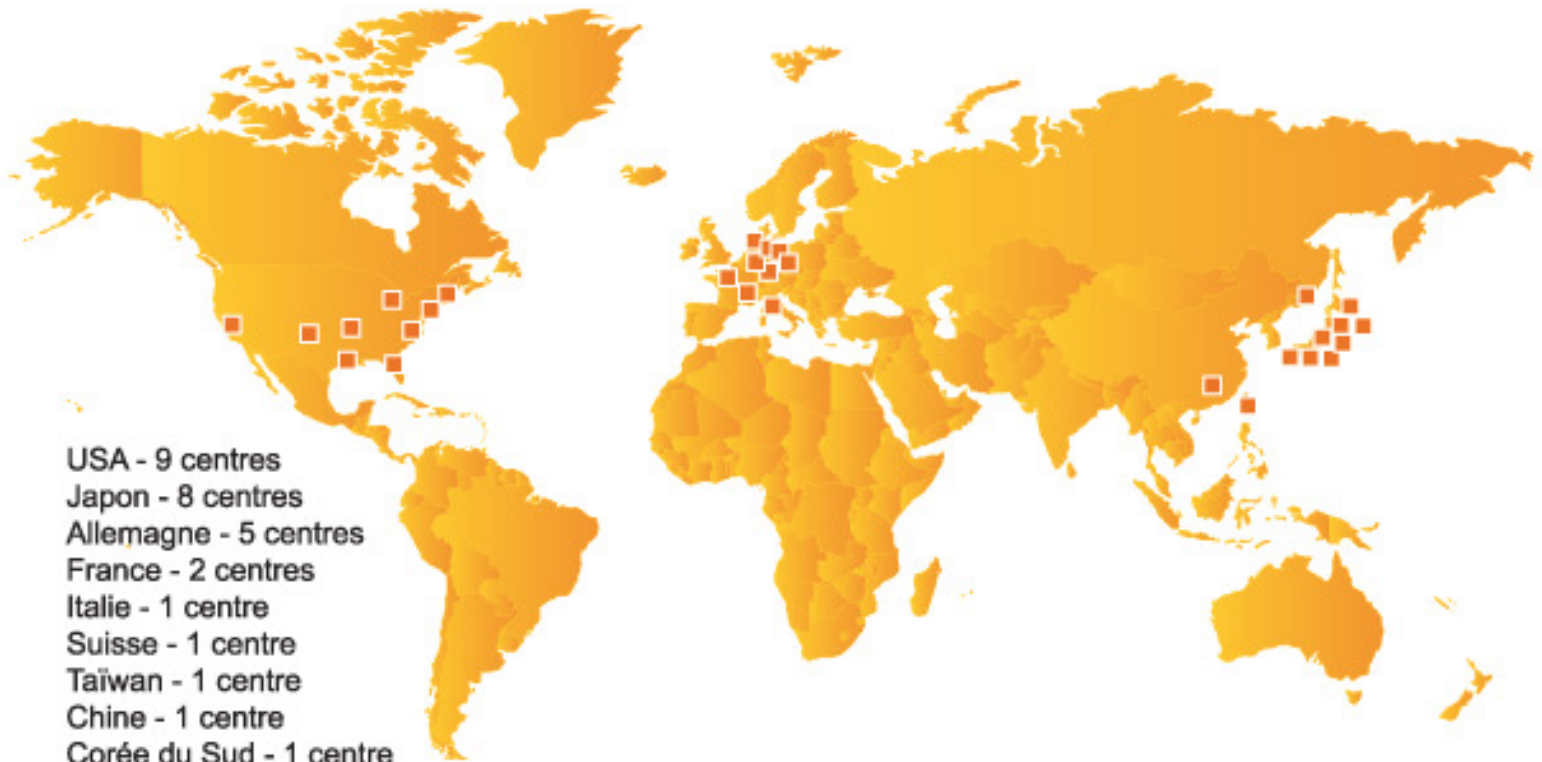 USA - 9 centres
Japon - 8 centres
Allemagne - 5 centres
France - 2 centres
Italie - 1 centre
Suisse - 1 centre
Taïwan - 1 centre
Chine - 1 centre
Corée du Sud - 1 centre